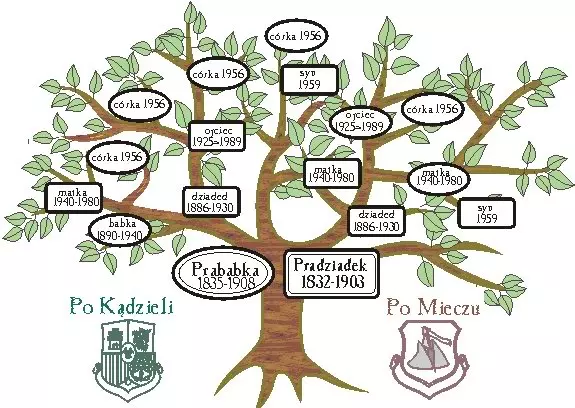 córka 1956
córka 1956
syn
1959
córka 1956
ojciec
1925-1989
ojciec
1925-1989
córka 1956
córka 1956
matka
1940-1980
matka
1940-1980
matka
1940-1980
dziadek
1886-1930
syn
1959
babka
1890-1940
dziaded
1886-1930
Prababka
1835-1908
Pradziadek
1832-1903
Po Kądzieli
Po Mieczu